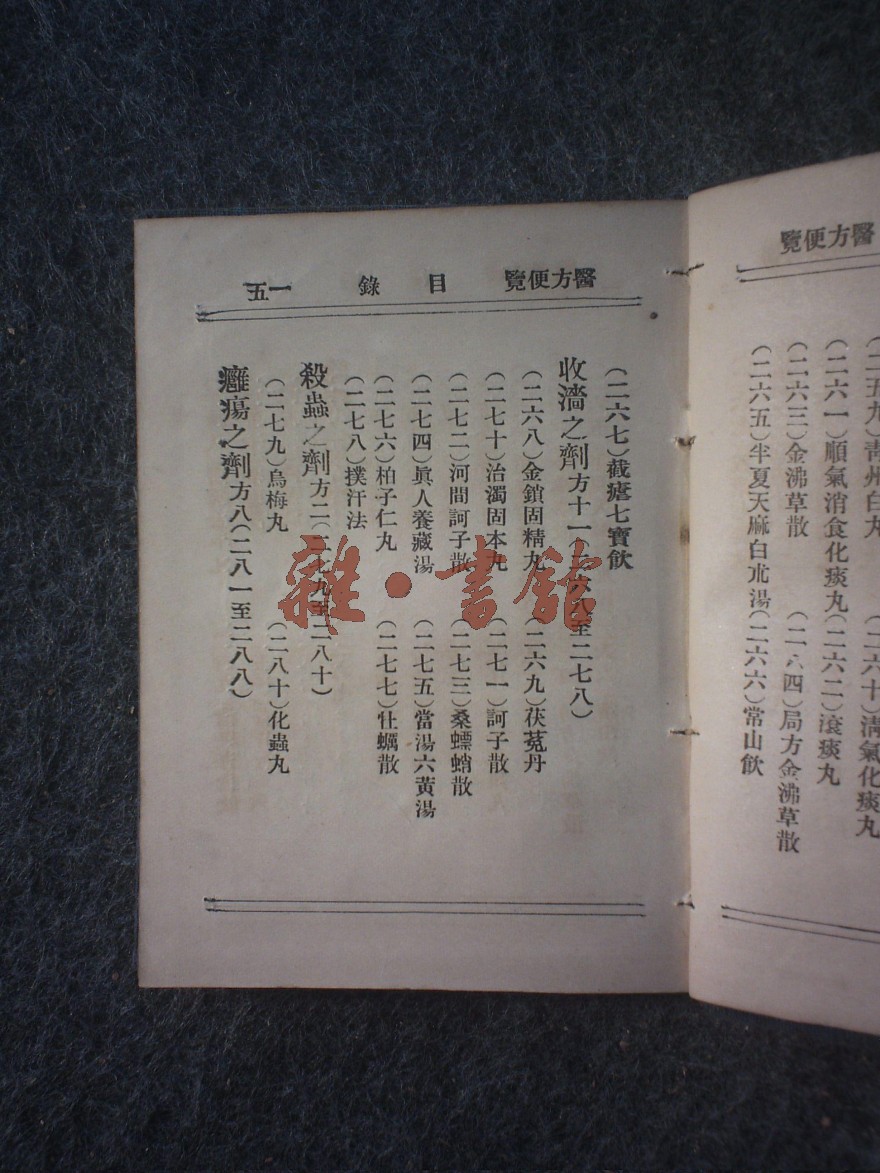 醫方便覽
(二五九)青州白丸
(二六十)清氣化痰丸
(二六一)順氣消食化痰丸(二六二)滾痰丸
(二六三)金沸草散
(二六四)局方金沸草散
(二六五)半夏天麻白朮湯(二六六)常山飲
醫方便覽 目錄 一五
(二六七)截瘧七寶飲
收濇之劑方十一(二六八至二七八)
(二六八)金鎖固精丸 (二六九)茯菟丹
(二七十)治濁固本丸 (二七一)訶子散
(二七二)河間訶子散 (二七三)桑螵蛸散
(二七四)眞人養藏湯 (二七五)當湯六黃湯
(二七六)柏子仁丸 (二七七)牡蠣散
(二七八)撲汗法
殺蟲之劑方二(二七九至二八十)
(二七九)烏梅丸 (二八十)化蟲丸
癰瘍之劑方八(二八一至二八八)
雜·書館